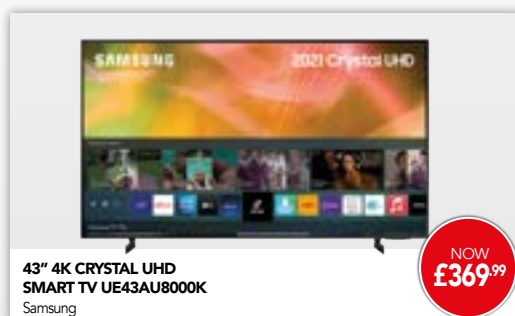 SAMSUNG
2021 Crystal UHD
43” 4K CRYSTAL UHD
SMART TV UE43AU8000K
Samsung
NOW
£369.99